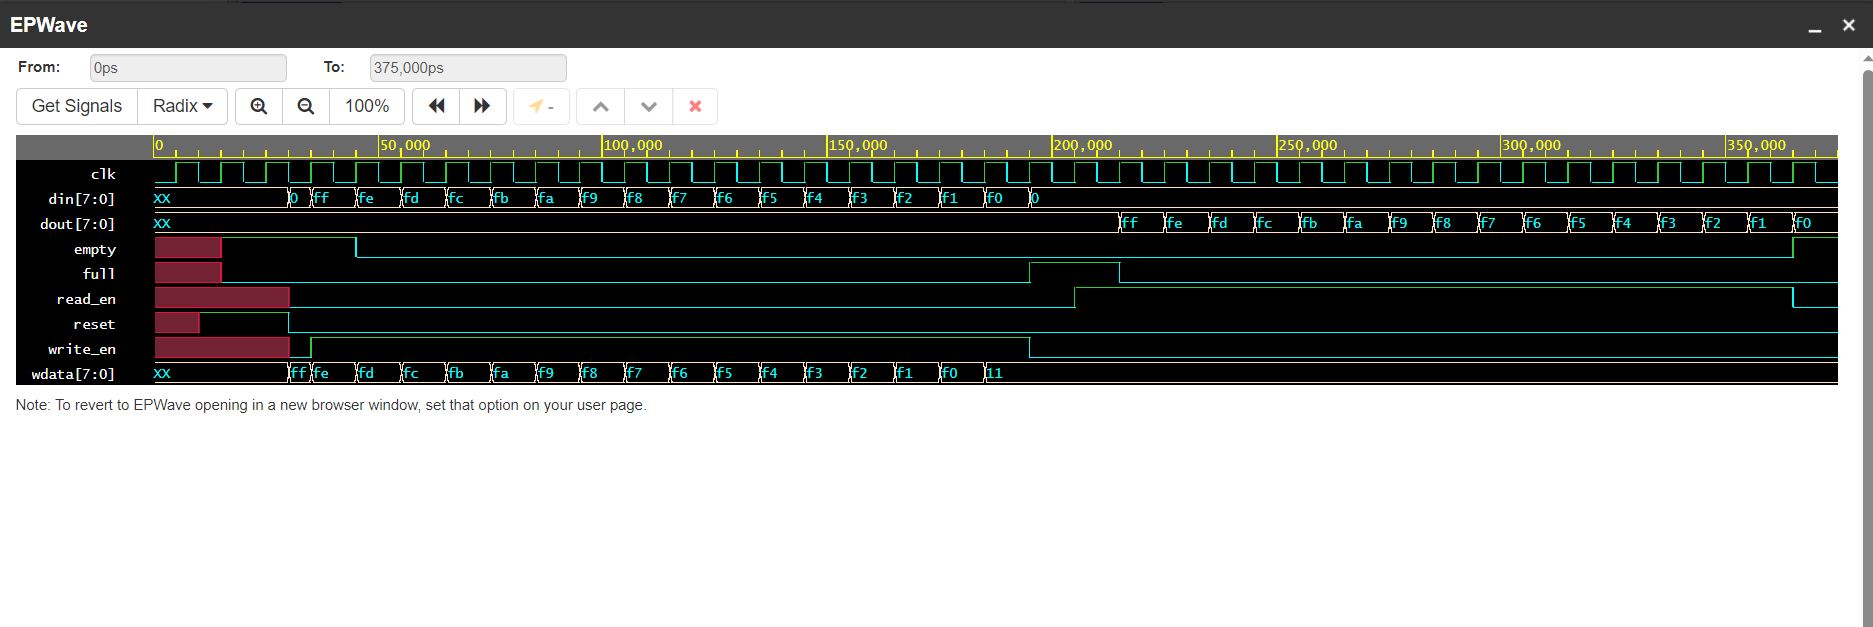 EPWave
From: 0ps To: 375,000ps
Get Signals Radix 100% -
0 50,000 100,000 150,000 200,000 250,000 300,000 350,000
clk
din[7:0] XX 0 ff fe fd fc fb fa f9 f8 f7 f6 f5 f4 f3 f2 f1 f0 0
dout[7:0] XX ff fe fd fc fb fa f9 f8 f7 f6 f5 f4 f3 f2 f1 f0
empty
full
read_en
reset
write_en
wdata[7:0] XX ff fe fd fc fb fa f9 f8 f7 f6 f5 f4 f3 f2 f1 f0 11
Note: To revert to EPWave opening in a new browser window, set that option on your user page.